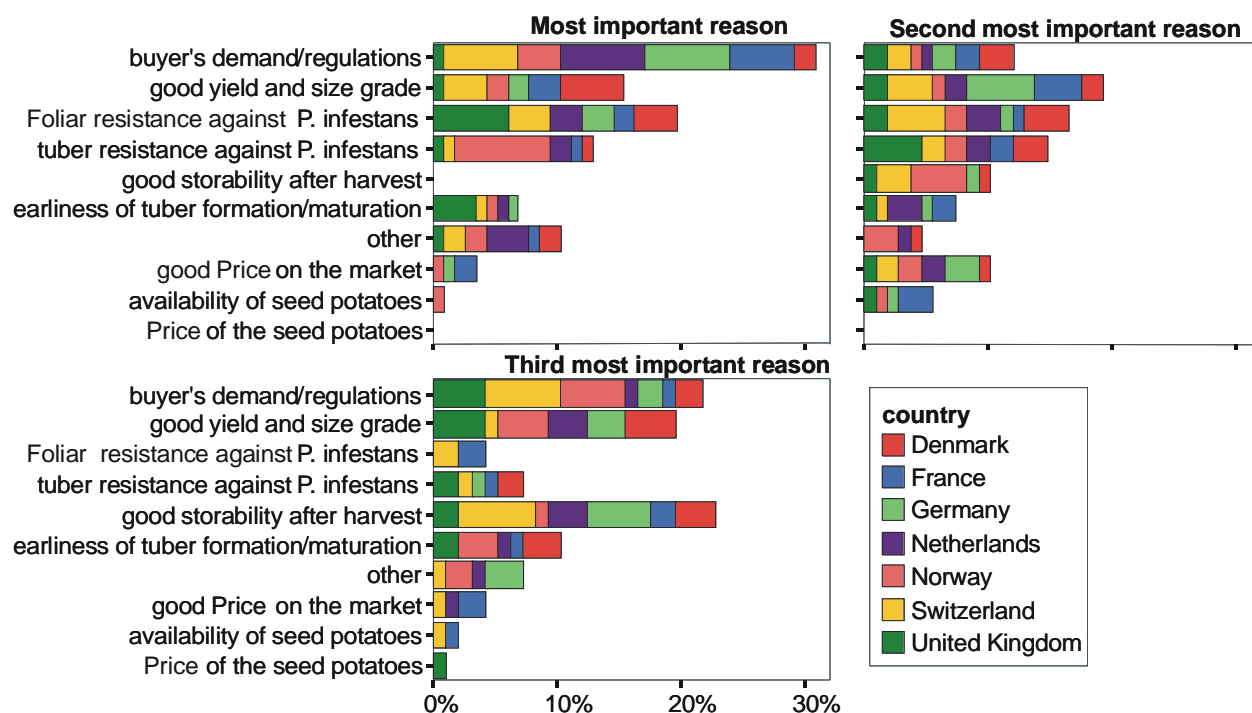 Most important reason
buyer's demand/regulations
good yield and size grade
Foliar resistance against P. infestans
tuber resistance against P. infestans
good storability after harvest
earliness of tuber formation/maturation
other
good Price on the market
availability of seed potatoes
Price of the seed potatoes
Second most important reason
Third most important reason
buyer's demand/regulations
good yield and size grade
Foliar resistance against P. infestans
tuber resistance against P. infestans
good storability after harvest
earliness of tuber formation/maturation
other
good Price on the market
availability of seed potatoes
Price of the seed potatoes
0% 10% 20% 30%
country
Denmark
France
Germany
Netherlands
Norway
Switzerland
United Kingdom